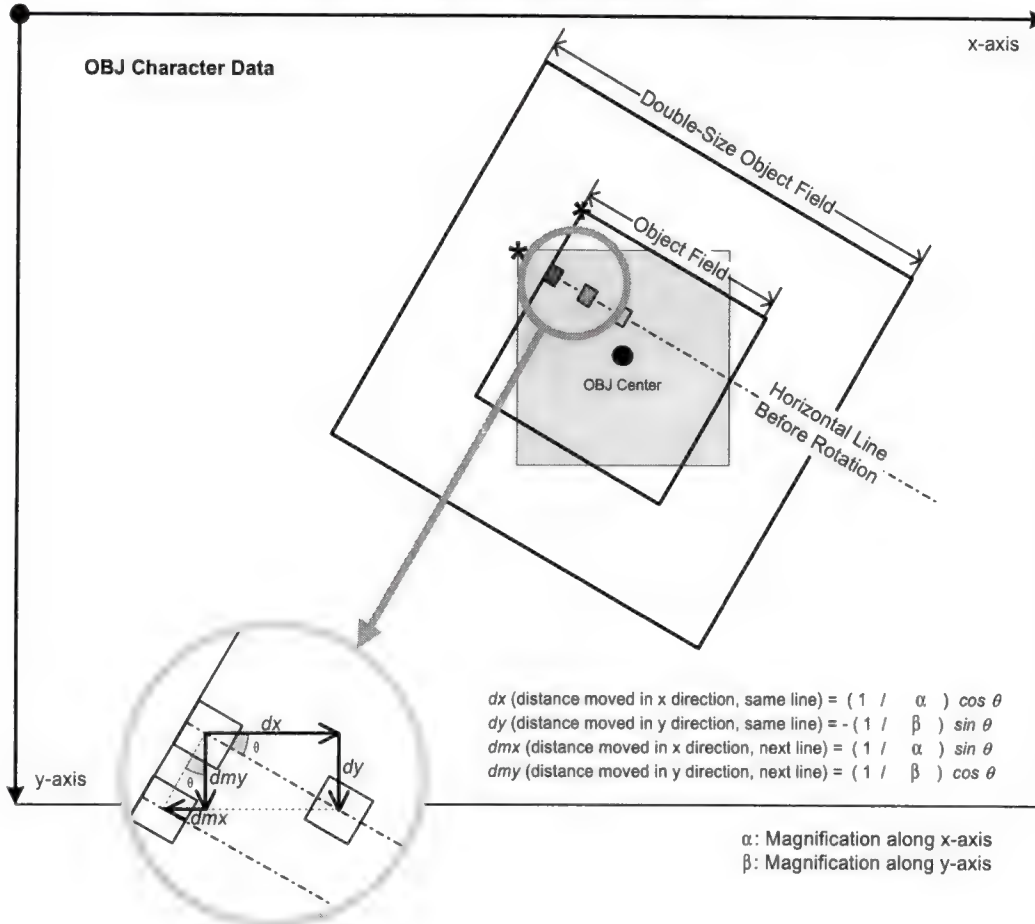 x-axis
OBJ Character Data
Double-Size Object Field
*
Object Field
*
OBJ Center
Horizontal Line
Before Rotation
dx
θ
dy
θ
dmy
dmx
y-axis
dx (distance moved in x direction, same line) = ( 1 / α ) cos θ
dy (distance moved in y direction, same line) = - ( 1 / β ) sin θ
dmx (distance moved in x direction, next line) = ( 1 / α ) sin θ
dmy (distance moved in y direction, next line) = ( 1 / β ) cos θ
α: Magnification along x-axis
β: Magnification along y-axis